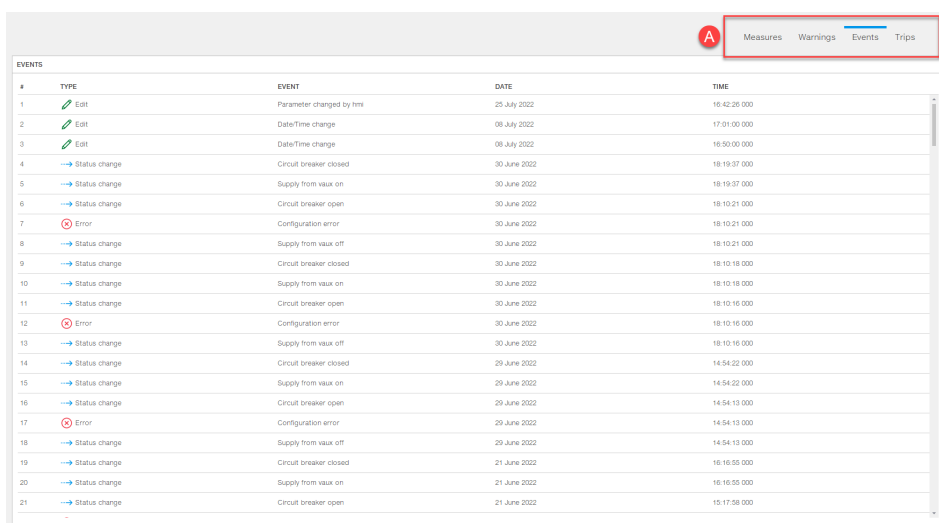 A Measures Warnings Events Trips
EVENTS
# TYPE EVENT DATE TIME
1 Edit Parameter changed by hmi 25 July 2022 16:42:26 000
2 Edit Date/Time change 08 July 2022 17:01:00 000
3 Edit Date/Time change 08 July 2022 16:50:00 000
4 Status change Circuit breaker closed 30 June 2022 18:19:37 000
5 Status change Supply from vaux on 30 June 2022 18:19:37 000
6 Status change Circuit breaker open 30 June 2022 18:10:21 000
7 Error Configuration error 30 June 2022 18:10:21 000
8 Status change Supply from vaux off 30 June 2022 18:10:21 000
9 Status change Circuit breaker closed 30 June 2022 18:10:18 000
10 Status change Supply from vaux on 30 June 2022 18:10:18 000
11 Status change Circuit breaker open 30 June 2022 18:10:16 000
12 Error Configuration error 30 June 2022 18:10:16 000
13 Status change Supply from vaux off 30 June 2022 18:10:16 000
14 Status change Circuit breaker closed 29 June 2022 14:54:22 000
15 Status change Supply from vaux on 29 June 2022 14:54:22 000
16 Status change Circuit breaker open 29 June 2022 14:54:13 000
17 Error Configuration error 29 June 2022 14:54:13 000
18 Status change Supply from vaux off 29 June 2022 14:54:13 000
19 Status change Circuit breaker closed 21 June 2022 16:16:55 000
20 Status change Supply from vaux on 21 June 2022 16:16:55 000
21 Status change Circuit breaker open 21 June 2022 15:17:58 000